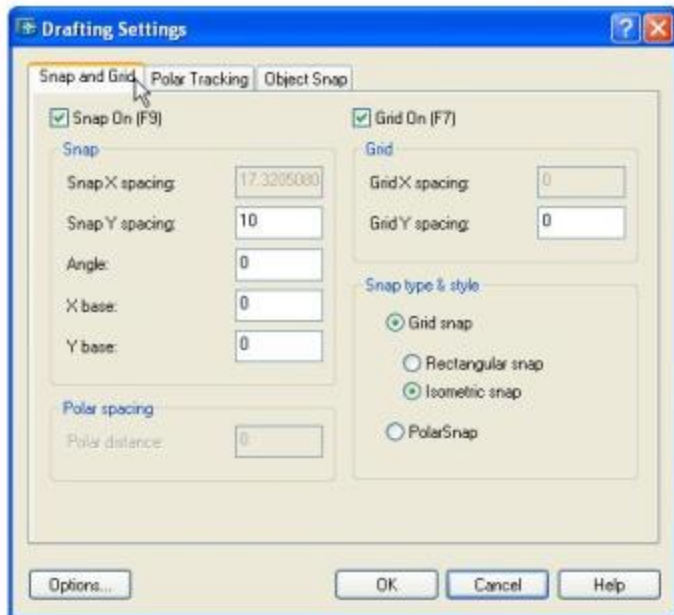 Drafting Settings
Snap and Grid Polar Tracking Object Snap
Snap On (F9)
Snap
Snap X spacing: 17.3205080
Snap Y spacing: 10
Angle: 0
X base: 0
Y base: 0
Polar spacing
Polar distance: 0
Grid On (F7)
Grid
Grid X spacing: 0
Grid Y spacing: 0
Snap type & style
Grid snap
Rectangular snap
Isometric snap
PolarSnap
Options... OK Cancel Help